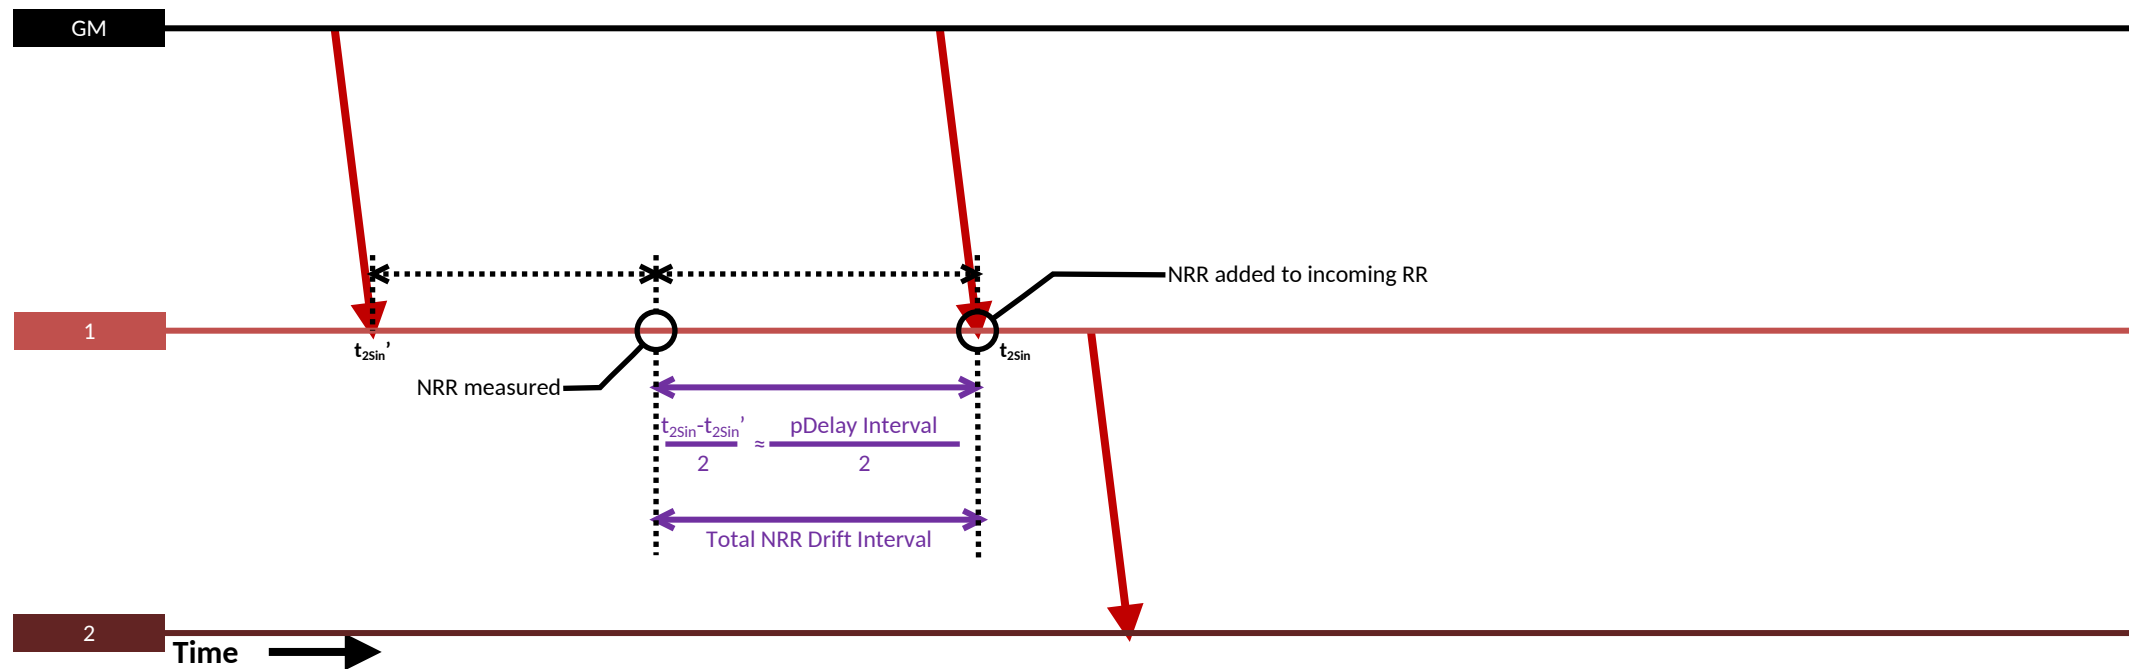 GM
NRR added to incoming RR
1
t2Sin’
t2Sin
NRR measured
t2Sin-t2Sin’
2
≈
pDelay Interval
2
Total NRR Drift Interval
2
Time